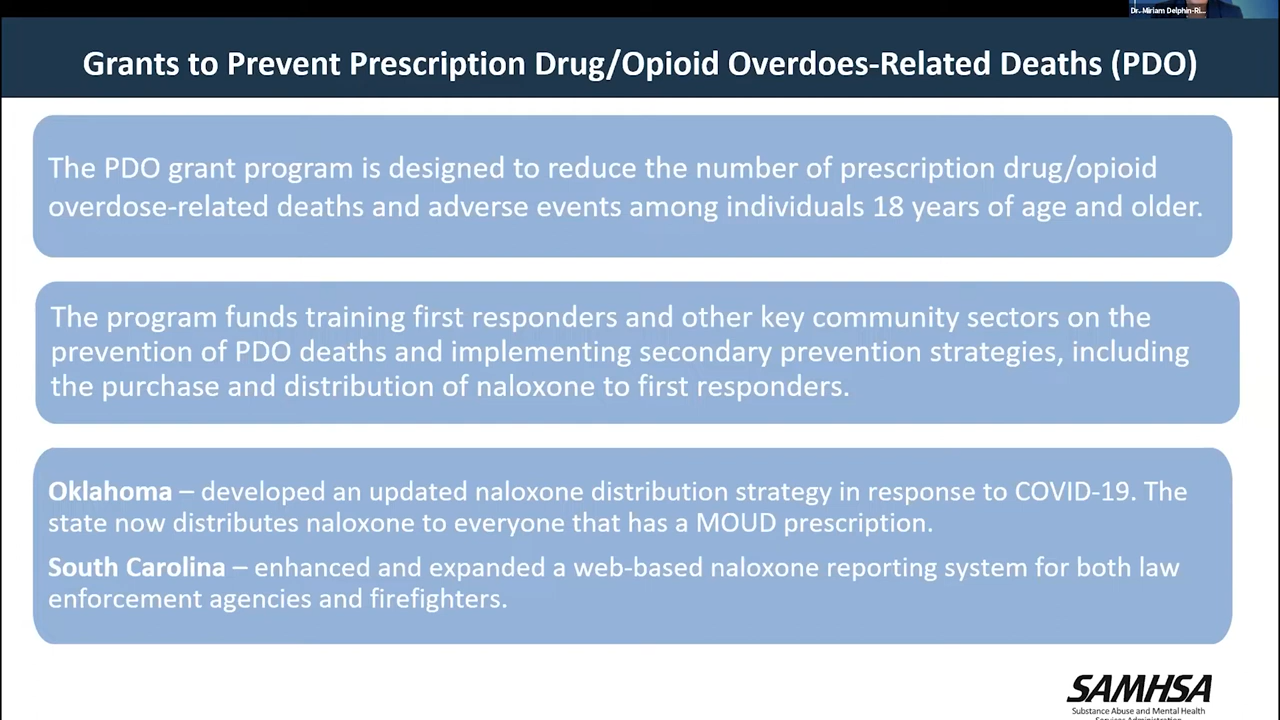 Dr. Miriam Delphin-Ri...
Grants to Prevent Prescription Drug/Opioid Overdoes-Related Deaths (PDO)
The PDO grant program is designed to reduce the number of prescription drug/opioid
overdose-related deaths and adverse events among individuals 18 years of age and older.
The program funds training first responders and other key community sectors on the
prevention of PDO deaths and implementing secondary prevention strategies, including
the purchase and distribution of naloxone to first responders.
Oklahoma – developed an updated naloxone distribution strategy in response to COVID-19. The
state now distributes naloxone to everyone that has a MOUD prescription.
South Carolina – enhanced and expanded a web-based naloxone reporting system for both law
enforcement agencies and firefighters.
SAMHSA
Substance Abuse and Mental Health
Services Administration